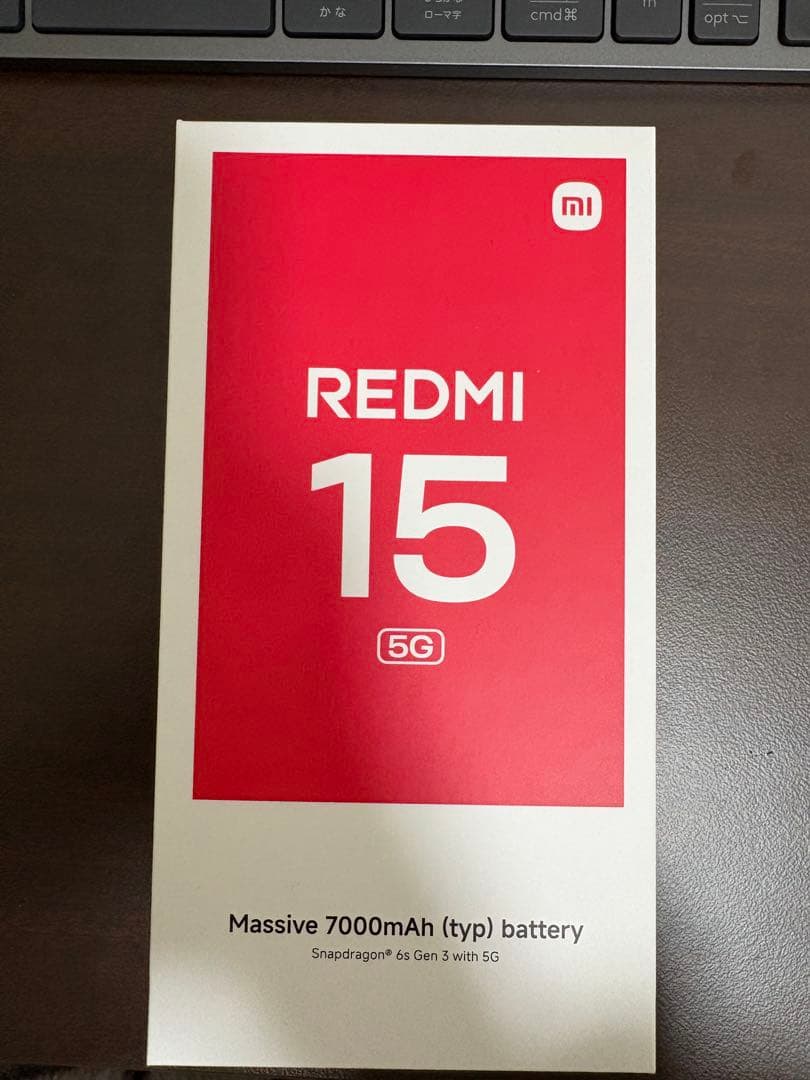 かな
ローマ字
cmd⌘
opt⌥
mi
REDMI
15
5G
Massive 7000mAh (typ) battery
Snapdragon® 6s Gen 3 with 5G